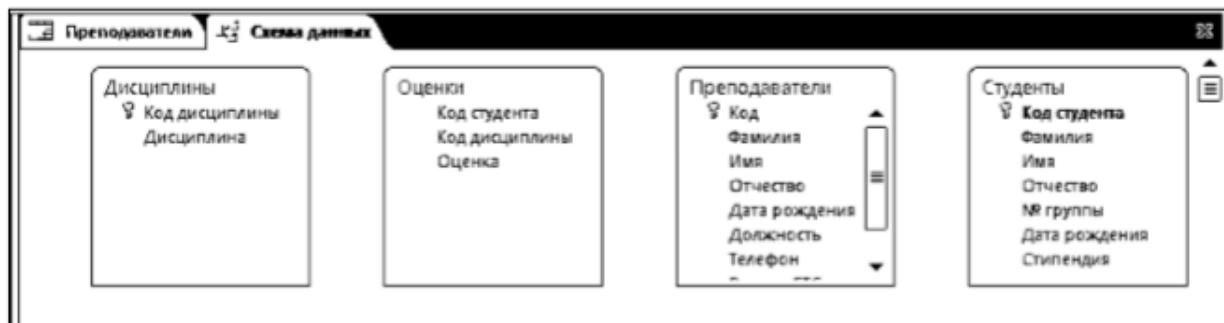 Преподаватели Схема данных
Дисциплины
Код дисциплины
Дисциплина
Оценки
Код студента
Код дисциплины
Оценка
Преподаватели
Код
Фамилия
Имя
Отчество
Дата рождения
Должность
Телефон
Студенты
Код студента
Фамилия
Имя
Отчество
№ группы
Дата рождения
Стипендия